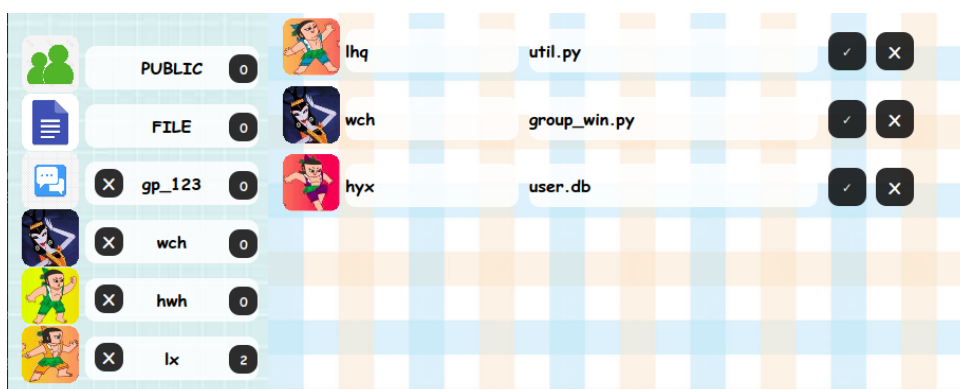 PUBLIC 0
FILE 0
gp_123 0
wch 0
hwh 0
lx 2
lhq util.py
wch group_win.py
hyx user.db